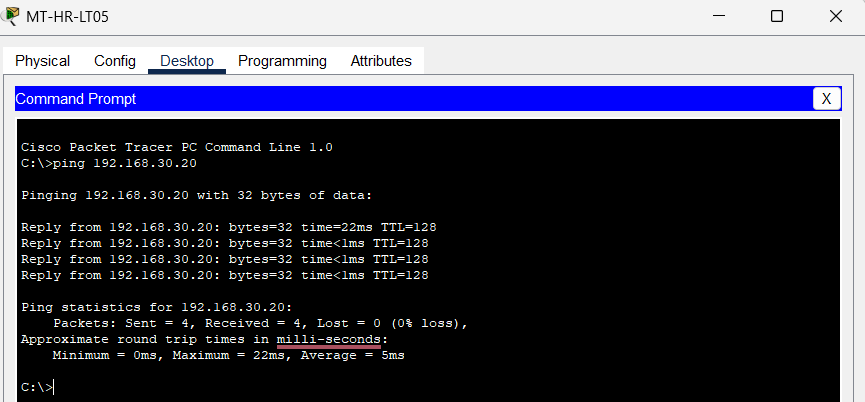 MT-HR-LT05
Physical Config Desktop Programming Attributes
Command Prompt X
Cisco Packet Tracer PC Command Line 1.0
C:\>ping 192.168.30.20
Pinging 192.168.30.20 with 32 bytes of data:
Reply from 192.168.30.20: bytes=32 time=22ms TTL=128
Reply from 192.168.30.20: bytes=32 time<1ms TTL=128
Reply from 192.168.30.20: bytes=32 time<1ms TTL=128
Reply from 192.168.30.20: bytes=32 time<1ms TTL=128
Ping statistics for 192.168.30.20:
Packets: Sent = 4, Received = 4, Lost = 0 (0% loss),
Approximate round trip times in milli-seconds:
Minimum = 0ms, Maximum = 22ms, Average = 5ms
C:\>